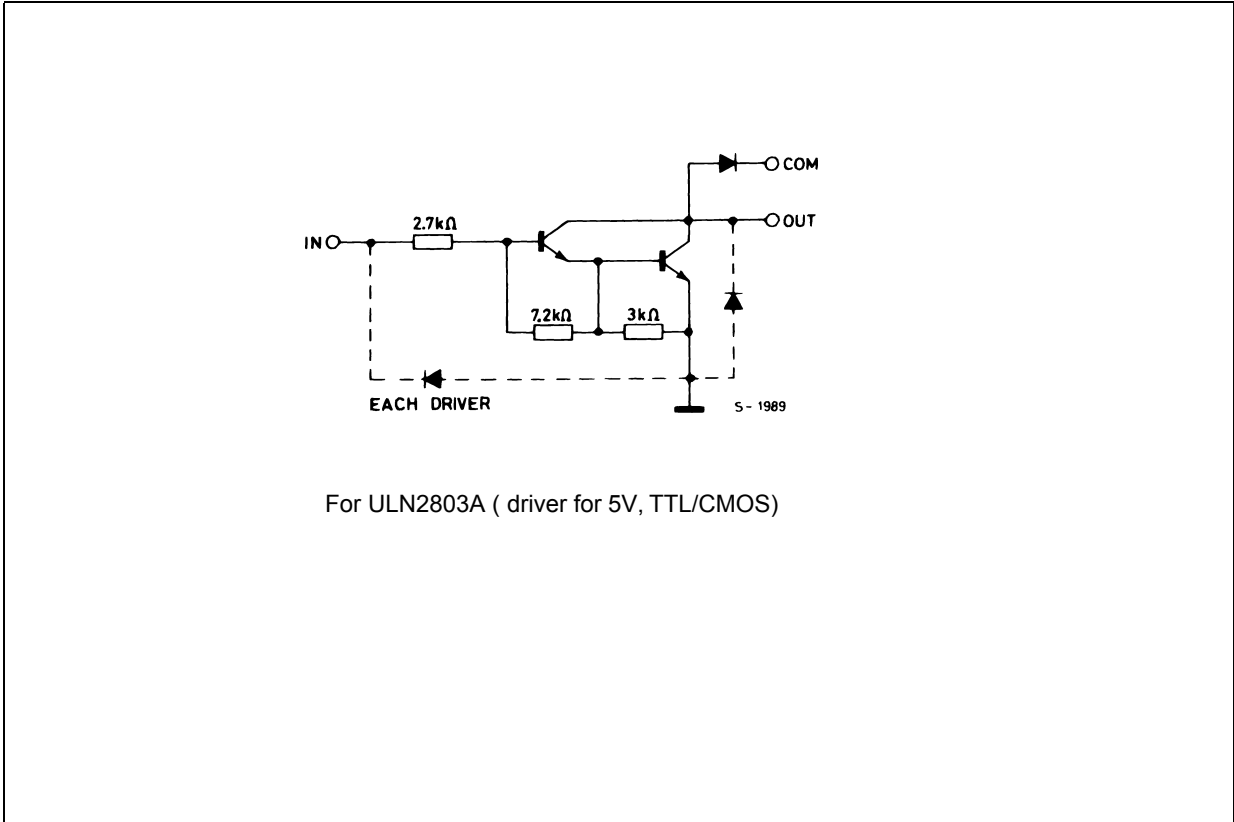 COM
OUT
2.7kΩ
IN
7.2kΩ
3kΩ
EACH DRIVER
S-1989
For ULN2803A ( driver for 5V, TTL/CMOS)